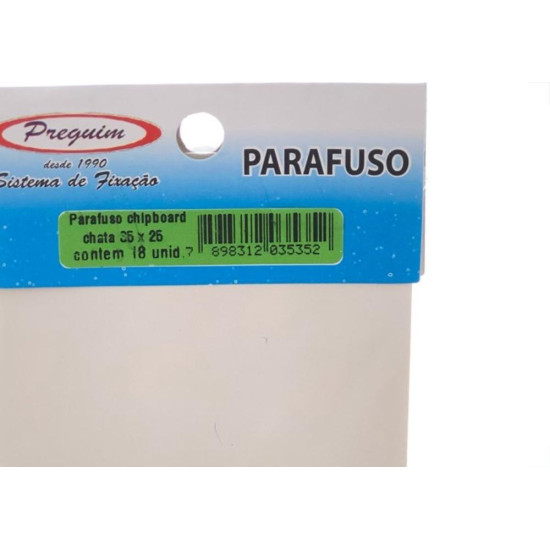 Preguim
desde 1990
Sistema de Fixação
PARAFUSO
Parafuso chipboard
chata 35 x 25
contem 18 unid.
7 898312 035352